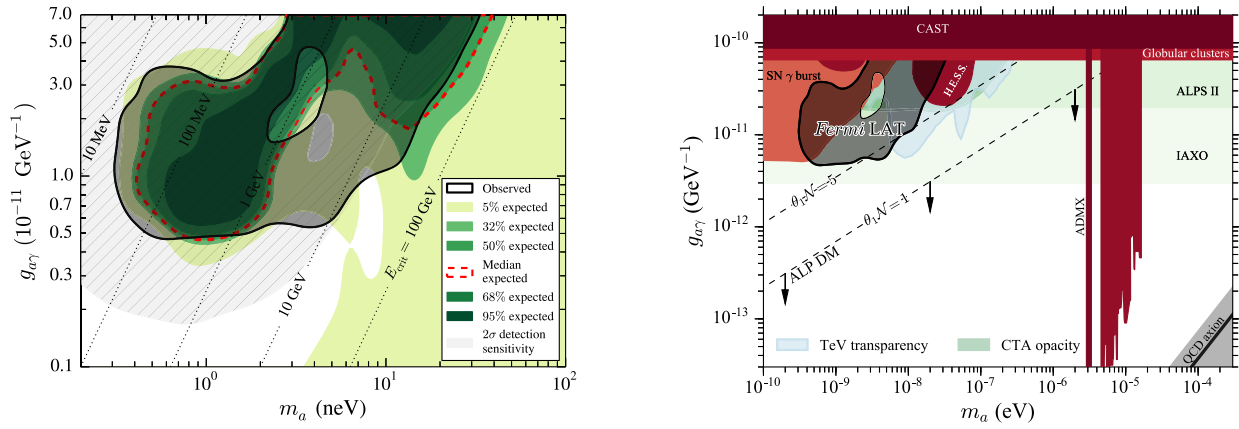 7.0
5.0
3.0
1.0
0.7
0.5
0.3
0.1
g_{aγ} (10^{-11} GeV^{-1})
10 MeV
100 MeV
1 GeV
10 GeV
E_{crit} = 100 GeV
Observed
5% expected
32% expected
50% expected
Median
expected
68% expected
95% expected
2σ detection
sensitivity
10^0
10^1
10^2
m_a (neV)
10^{-10}
10^{-11}
10^{-12}
10^{-13}
g_{aγ} (GeV^{-1})
CAST
Globular clusters
SN γ burst
H.E.S.S.
ALPS II
Fermi LAT
IAXO
θ_1𝒩 = 5
θ_1𝒩 = 1
ALP DM
ADMX
QCD axion
TeV transparency
CTA opacity
10^{-10}
10^{-9}
10^{-8}
10^{-7}
10^{-6}
10^{-5}
10^{-4}
m_a (eV)